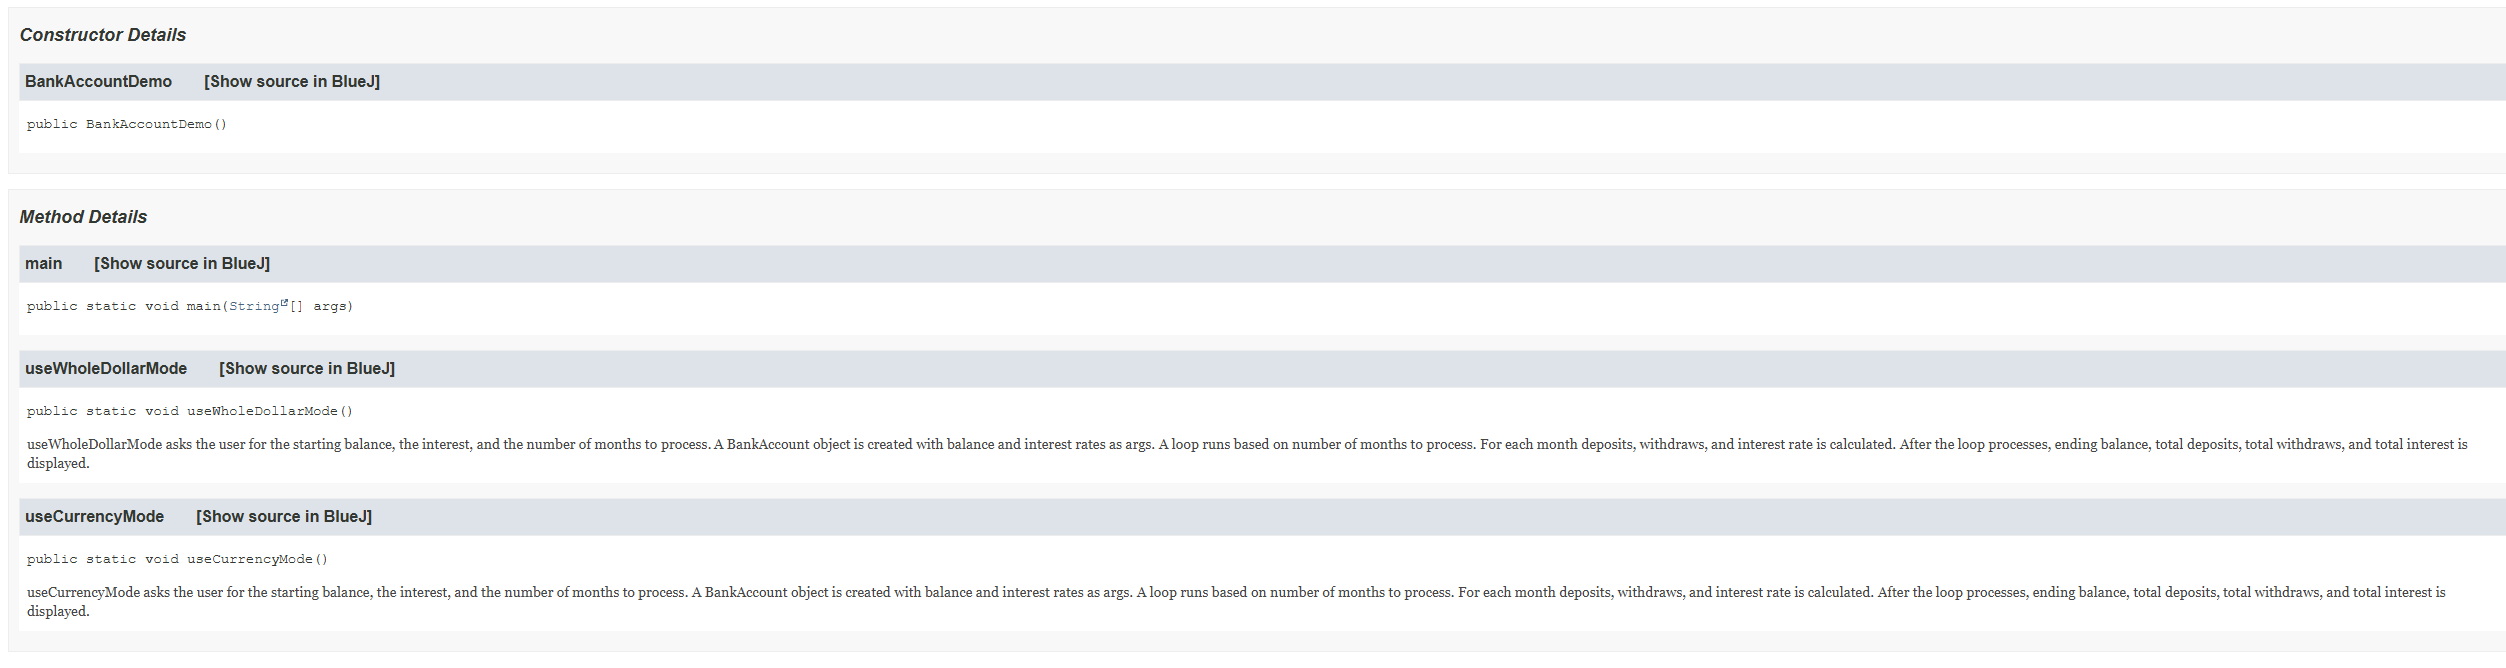 Constructor Details
BankAccountDemo [Show source in BlueJ]
public BankAccountDemo()
Method Details
main [Show source in BlueJ]
public static void main(String[] args)
useWholeDollarMode [Show source in BlueJ]
public static void useWholeDollarMode()
useWholeDollarMode asks the user for the starting balance, the interest, and the number of months to process. A BankAccount object is created with balance and interest rates as args. A loop runs based on number of months to process. For each month deposits, withdraws, and interest rate is calculated. After the loop processes, ending balance, total deposits, total withdraws, and total interest is
displayed.
useCurrencyMode [Show source in BlueJ]
public static void useCurrencyMode()
useCurrencyMode asks the user for the starting balance, the interest, and the number of months to process. A BankAccount object is created with balance and interest rates as args. A loop runs based on number of months to process. For each month deposits, withdraws, and interest rate is calculated. After the loop processes, ending balance, total deposits, total withdraws, and total interest is
displayed.